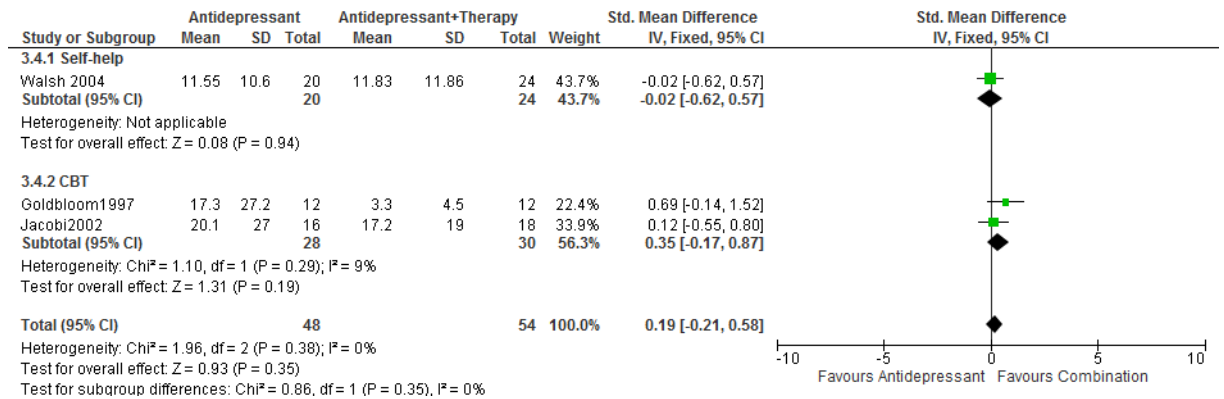 Antidepressant Antidepressant+Therapy Std. Mean Difference Std. Mean Difference
Study or Subgroup Mean SD Total Mean SD Total Weight IV, Fixed, 95% CI IV, Fixed, 95% CI
3.4.1 Self-help
Walsh 2004 11.55 10.6 20 11.83 11.86 24 43.7% -0.02 [-0.62, 0.57]
Subtotal (95% CI) 20 24 43.7% -0.02 [-0.62, 0.57]
Heterogeneity: Not applicable
Test for overall effect: Z = 0.08 (P = 0.94)
3.4.2 CBT
Goldbloom1997 17.3 27.2 12 3.3 4.5 12 22.4% 0.69 [-0.14, 1.52]
Jacobi2002 20.1 27 16 17.2 19 18 33.9% 0.12 [-0.55, 0.80]
Subtotal (95% CI) 28 30 56.3% 0.35 [-0.17, 0.87]
Heterogeneity: Chi² = 1.10, df = 1 (P = 0.29); I² = 9%
Test for overall effect: Z = 1.31 (P = 0.19)
Total (95% CI) 48 54 100.0% 0.19 [-0.21, 0.58]
Heterogeneity: Chi² = 1.96, df = 2 (P = 0.38); I² = 0%
Test for overall effect: Z = 0.93 (P = 0.35)
Test for subgroup differences: Chi² = 0.86, df = 1 (P = 0.35), I² = 0%
-10 -5 0 5 10
Favours Antidepressant Favours Combination